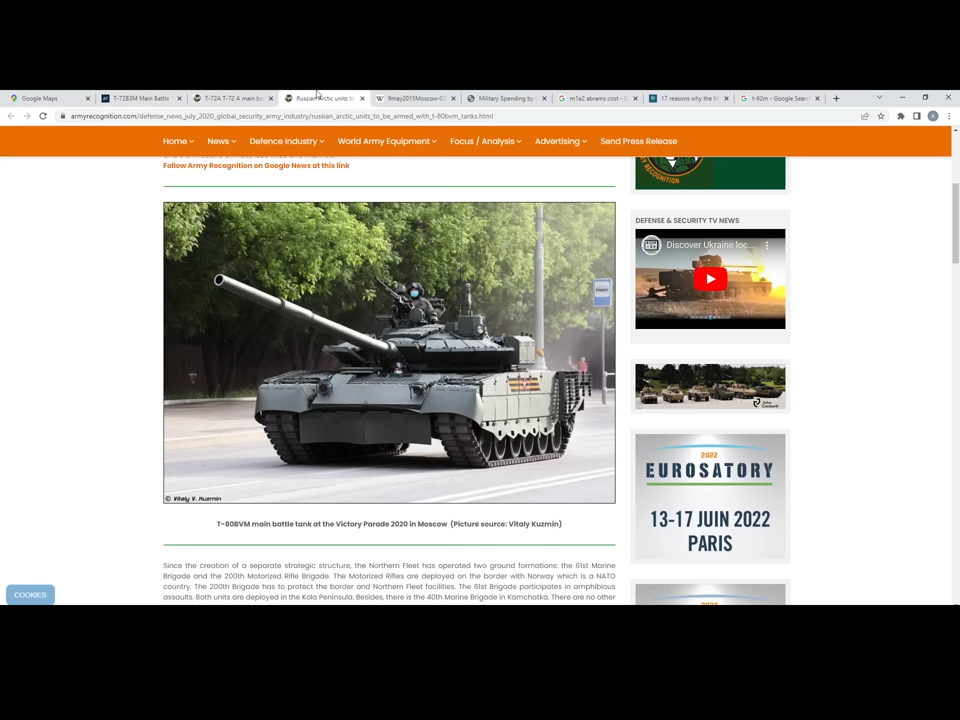 Google Maps
T-72B3M Main Battle
T-72A T-72 A main ba
Russian Arctic units to
9may2015Moscow-0
Military Spending by
m1a2 abrams cost - G
17 reasons why the M
t-62m - Google Sear
armyrecognition.com/defense_news_july_2020_global_security_army_industry/russian_arctic_units_to_be_armed_with_t-80bvm_tanks.html
Home
News
Defence Industry
World Army Equipment
Focus / Analysis
Advertising
Send Press Release
Follow Army Recognition on Google News at this link
RECOGNITION
DEFENSE & SECURITY TV NEWS
Discover Ukraine loc...
John Cockerill
© Vitaly V. Kuzmin
T-80BVM main battle tank at the Victory Parade 2020 in Moscow (Picture source: Vitaly Kuzmin)
2022
EUROSATORY
13-17 JUIN 2022
PARIS
Since the creation of a separate strategic structure, the Northern Fleet has operated two ground formations: the 61st Marine
Brigade and the 200th Motorized Rifle Brigade. The Motorized Rifles are deployed on the border with Norway which is a NATO
country. The 200th Brigade has to protect the border and Northern Fleet facilities. The 61st Brigade participates in amphibious
assaults. Both units are deployed in the Kola Peninsula. Besides, there is the 40th Marine Brigade in Kamchatka. There are no other
COOKIES